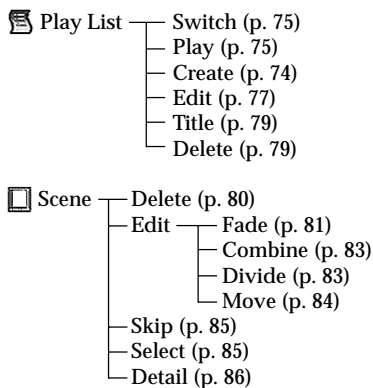 Play List Switch (p. 75)
Play (p. 75)
Create (p. 74)
Edit (p. 77)
Title (p. 79)
Delete (p. 79)
Scene Delete (p. 80)
Edit Fade (p. 81)
Combine (p. 83)
Divide (p. 83)
Move (p. 84)
Skip (p. 85)
Select (p. 85)
Detail (p. 86)